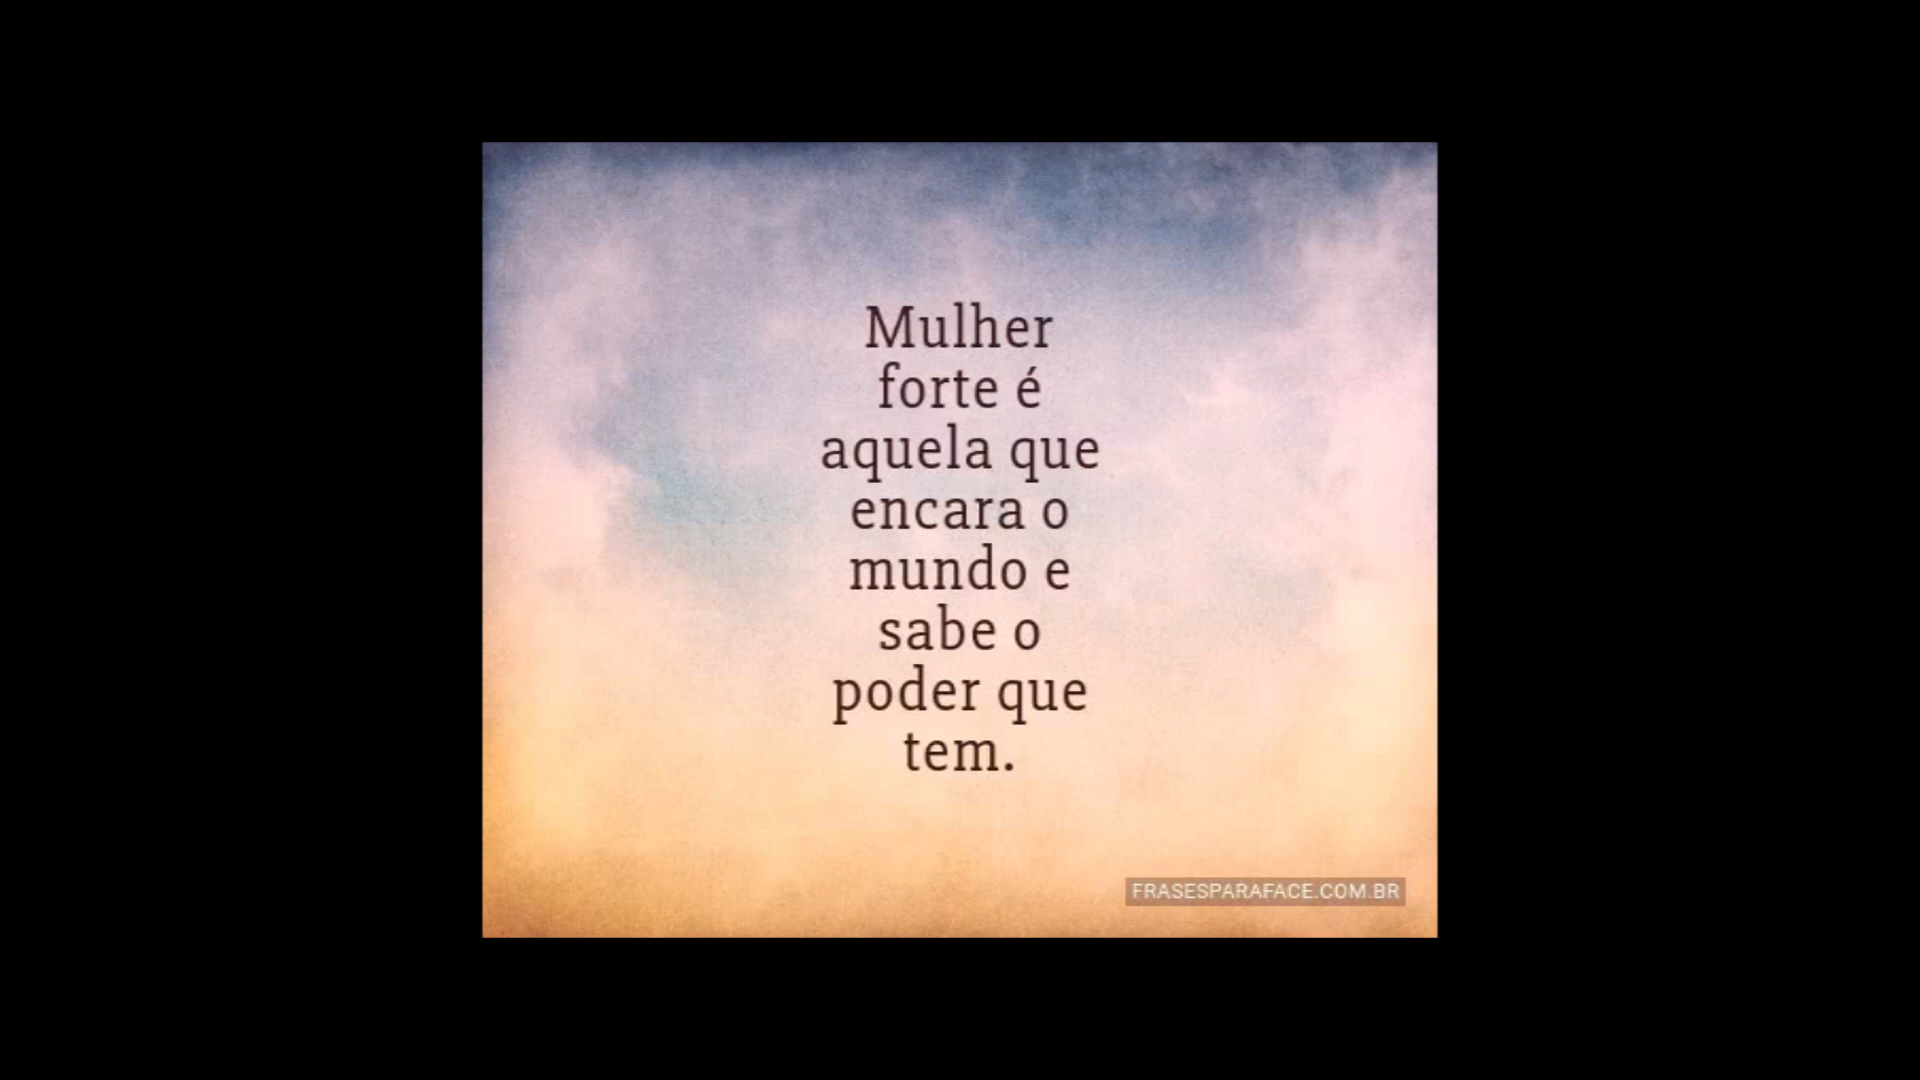 Mulher
forte é
aquela que
encara o
mundo e
sabe o
poder que
tem.
FRASESPARAFACE.COM.BR